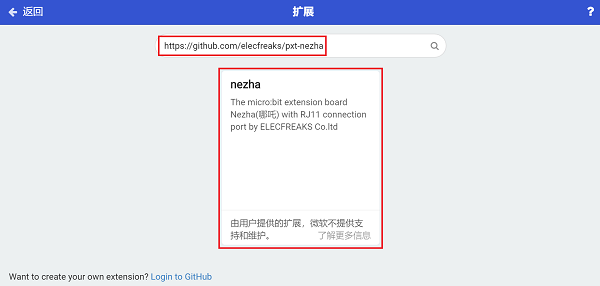 返回
扩展
?
https://github.com/elecfreaks/pxt-nezha
nezha
The micro:bit extension board
Nezha(哪吒) with RJ11 connection
port by ELECFREAKS Co.ltd
由用户提供的扩展，微软不提供支
持和维护。
了解更多信息
Want to create your own extension? Login to GitHub